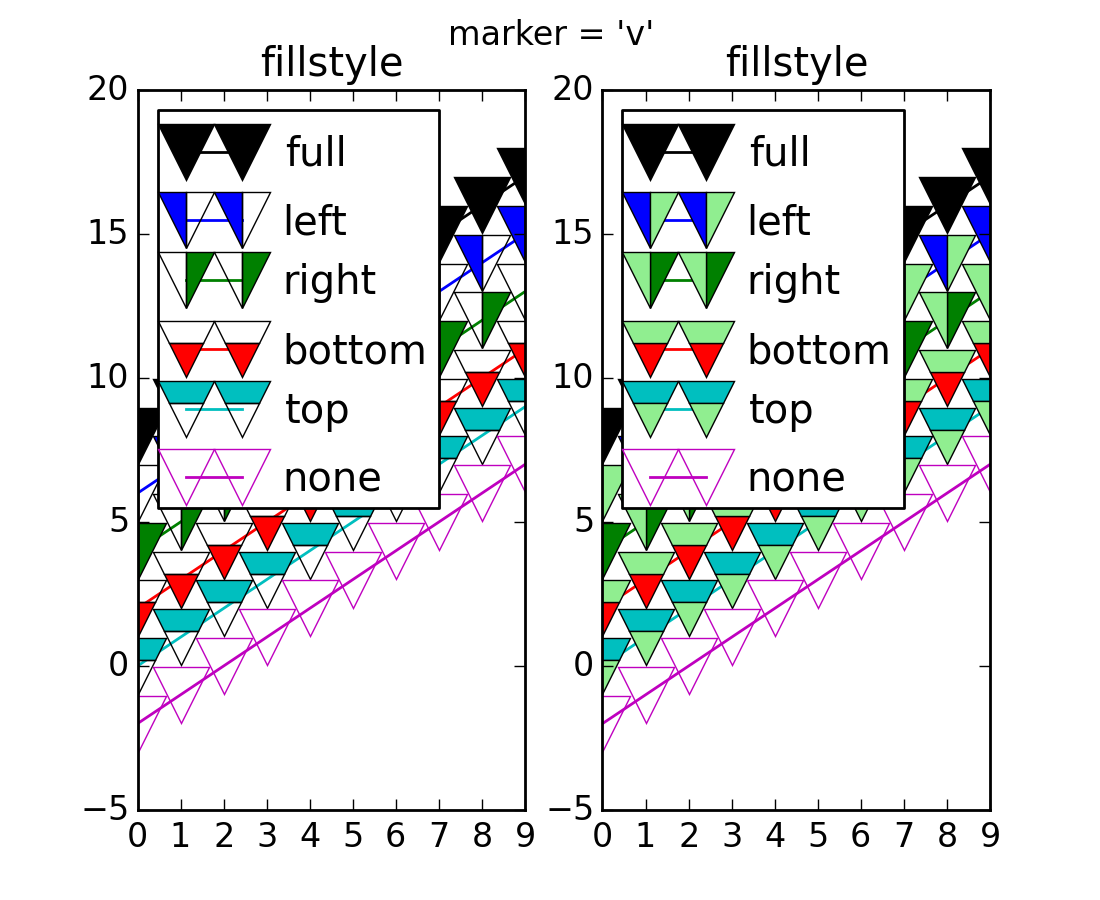 marker = 'v'
fillstyle
20
15
10
5
0
−5
0 1 2 3 4 5 6 7 8 9
full
left
right
bottom
top
none
fillstyle
20
15
10
5
0
−5
0 1 2 3 4 5 6 7 8 9
full
left
right
bottom
top
none